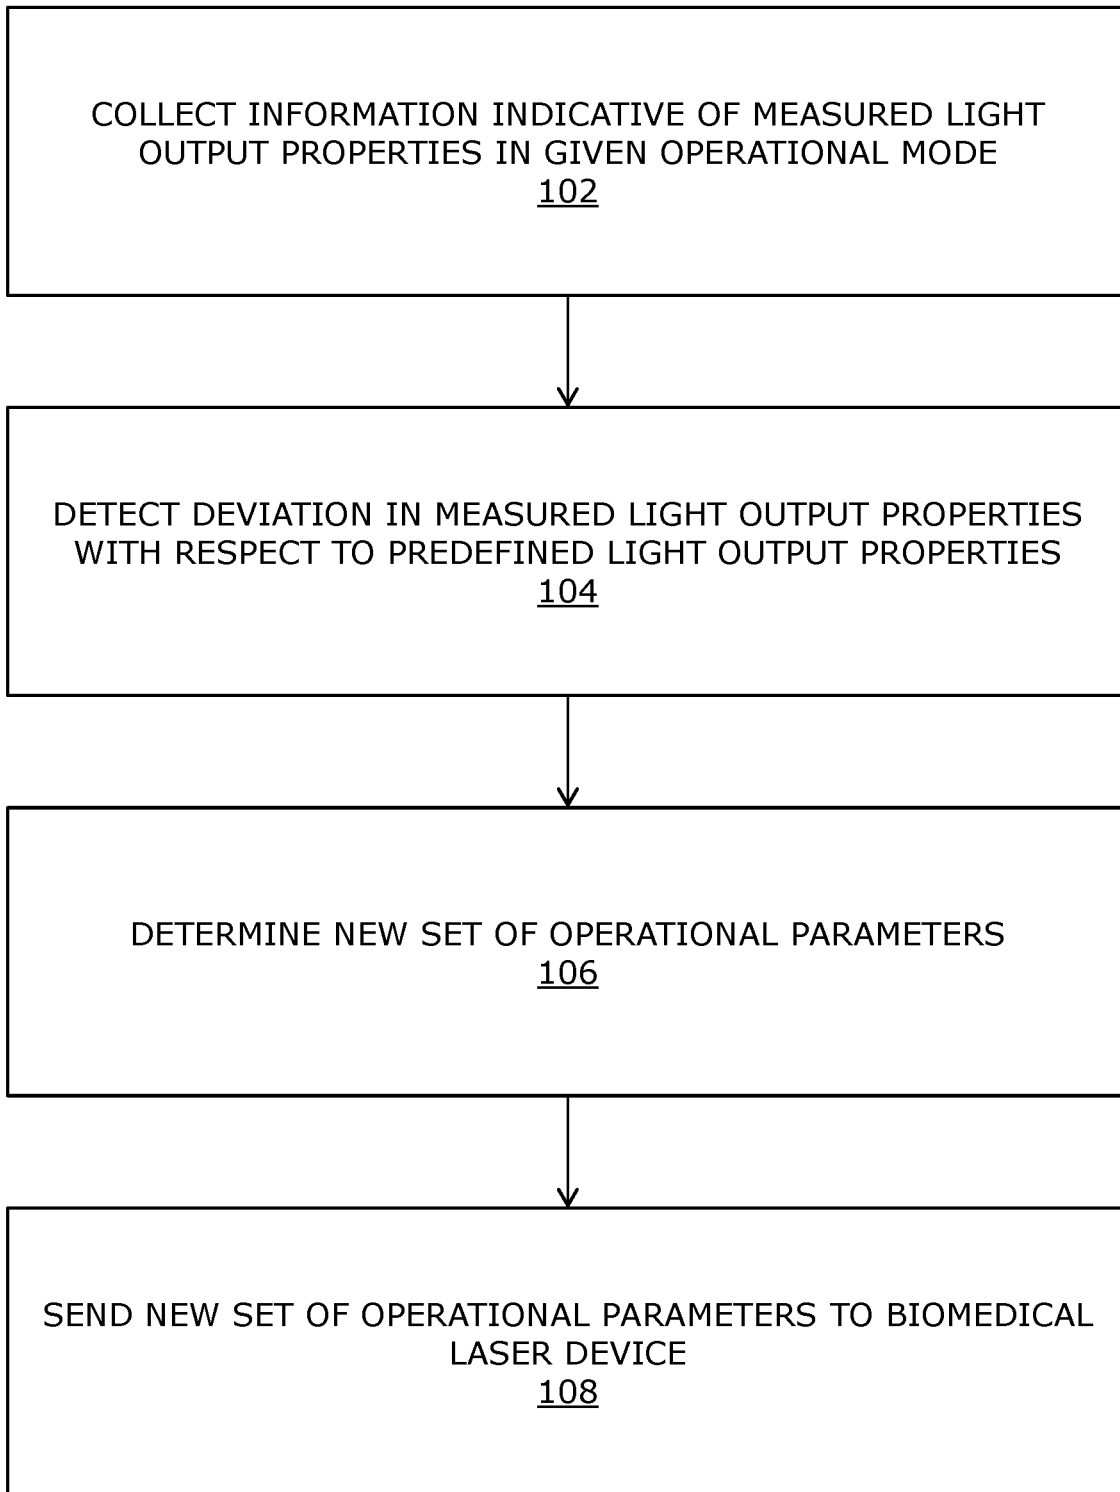 COLLECT INFORMATION INDICATIVE OF MEASURED LIGHT
OUTPUT PROPERTIES IN GIVEN OPERATIONAL MODE
102
DETECT DEVIATION IN MEASURED LIGHT OUTPUT PROPERTIES
WITH RESPECT TO PREDEFINED LIGHT OUTPUT PROPERTIES
104
DETERMINE NEW SET OF OPERATIONAL PARAMETERS
106
SEND NEW SET OF OPERATIONAL PARAMETERS TO BIOMEDICAL
LASER DEVICE
108